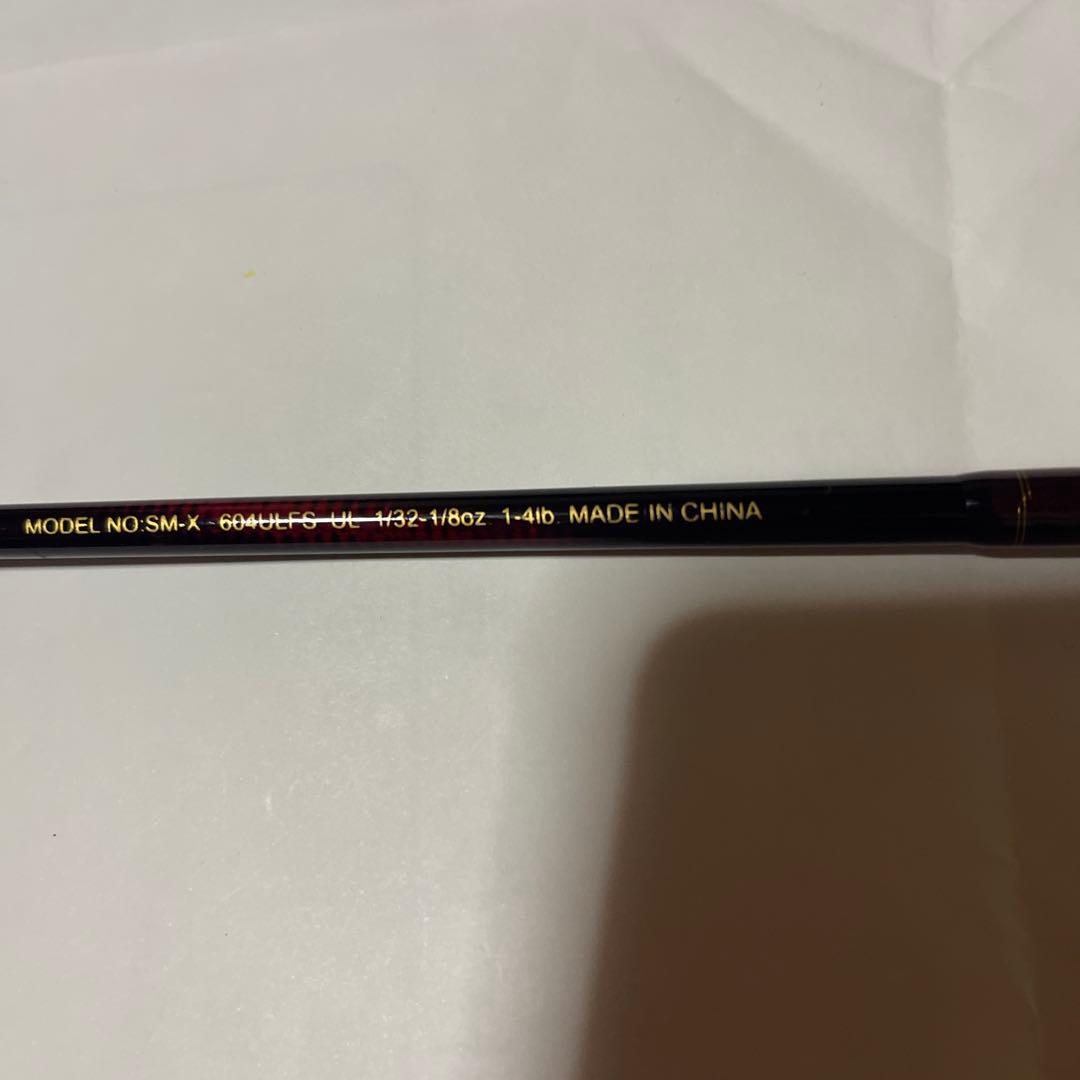 MODEL NO:SM-X 604ULFS UL 1/32-1/8oz 1-4lb. MADE IN CHINA